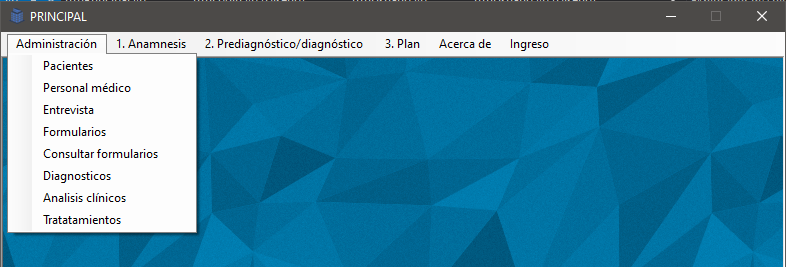 PRINCIPAL
Administración 1. Anamnesis 2. Prediagnóstico/diagnóstico 3. Plan Acerca de Ingreso
Pacientes
Personal médico
Entrevista
Formularios
Consultar formularios
Diagnosticos
Analisis clínicos
Tratatamientos